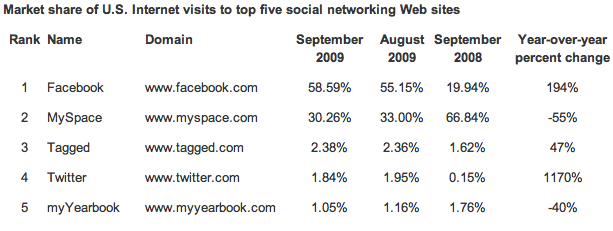 Market share of U.S. Internet visits to top five social networking Web sites
Rank Name Domain September 2009 August 2009 September 2008 Year-over-year percent change
1 Facebook www.facebook.com 58.59% 55.15% 19.94% 194%
2 MySpace www.myspace.com 30.26% 33.00% 66.84% -55%
3 Tagged www.tagged.com 2.38% 2.36% 1.62% 47%
4 Twitter www.twitter.com 1.84% 1.95% 0.15% 1170%
5 myYearbook www.myyearbook.com 1.05% 1.16% 1.76% -40%